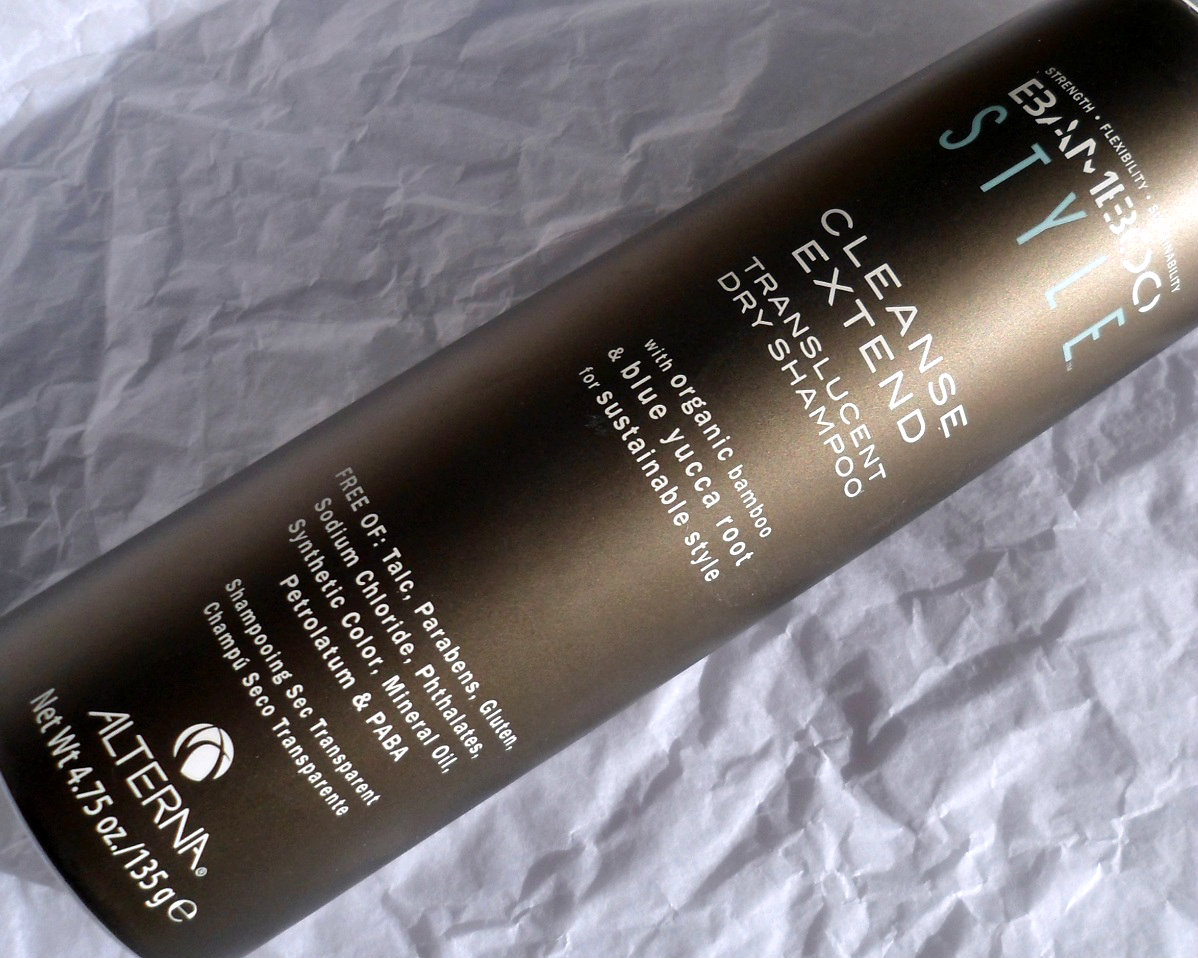 STRENGTH • FLEXIBILITY • SUSTAINABILITY
BAMBOO
STYLE™
CLEANSE
EXTEND
TRANSLUCENT
DRY SHAMPOO
with organic bamboo
& blue yucca root
for sustainable style
FREE OF: Talc, Parabens, Gluten,
Sodium Chloride, Phthalates,
Synthetic Color, Mineral Oil,
Petrolatum & PABA
Shampooing Sec Transparent
Champú Seco Transparente
ALTERNA®
Net Wt 4.75 oz./135g e